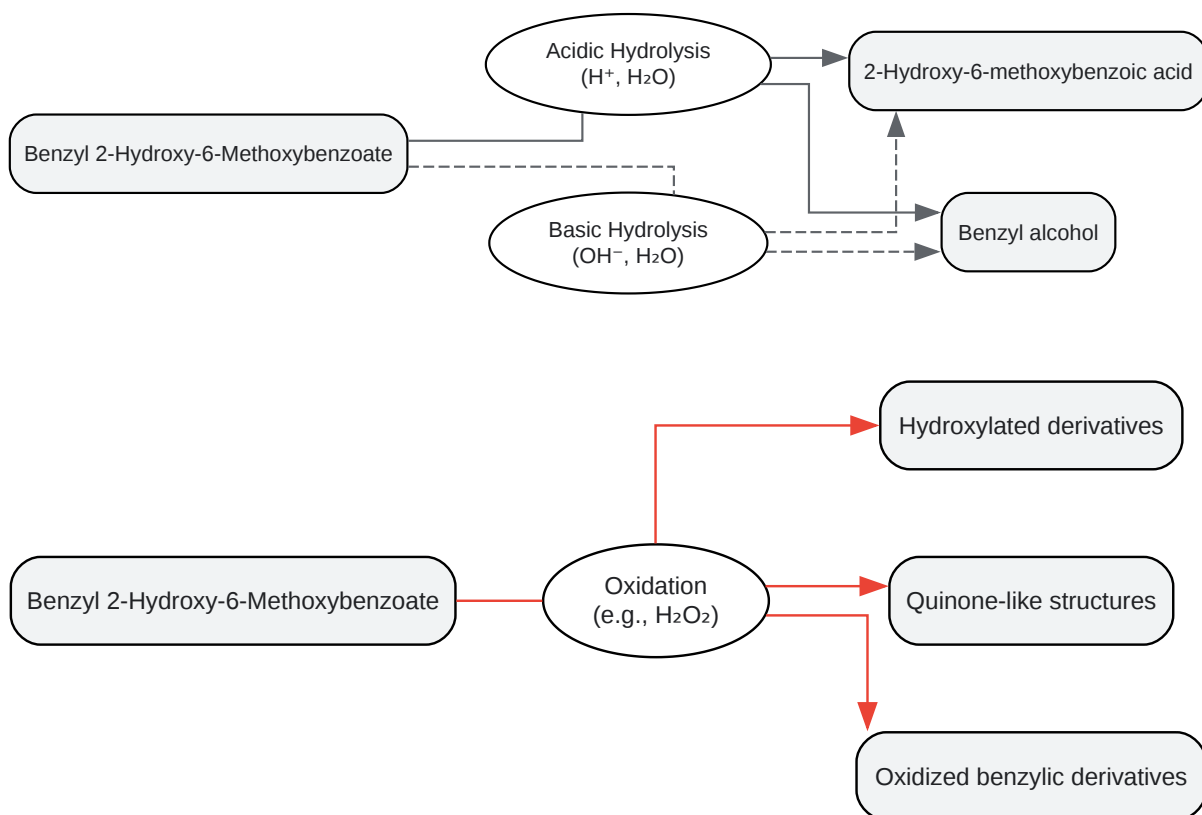 Acidic Hydrolysis
(H⁺, H₂O)
2-Hydroxy-6-methoxybenzoic acid
Benzyl 2-Hydroxy-6-Methoxybenzoate
Basic Hydrolysis
(OH⁻, H₂O)
Benzyl alcohol
Hydroxylated derivatives
Benzyl 2-Hydroxy-6-Methoxybenzoate
Oxidation
(e.g., H₂O₂)
Quinone-like structures
Oxidized benzylic derivatives